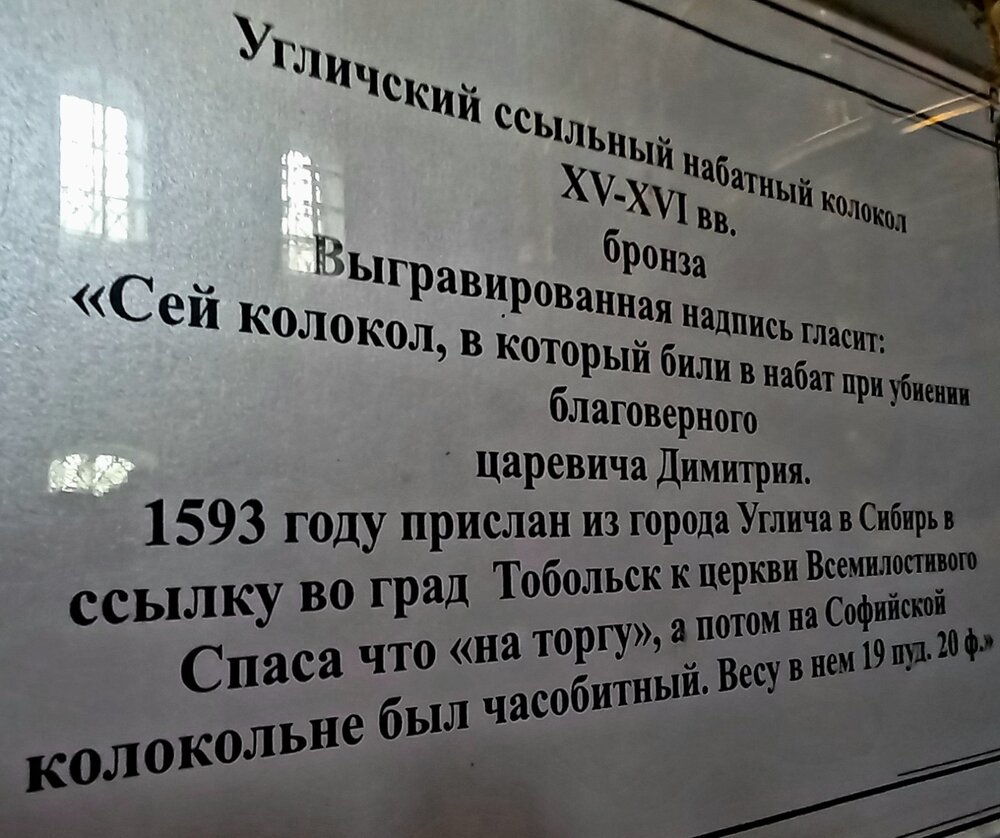 Угличский ссыльный набатный колокол
XV-XVI вв.
бронза
Выгравированная надпись гласит:
«Сей колокол, в который били в набат при убиении
благоверного
царевича Димитрия.
1593 году прислан из города Углича в Сибирь в
ссылку во град Тобольск к церкви Всемилостивого
Спаса что «на торгу», а потом на Софийской
колокольне был часобитный. Весу в нем 19 пуд. 20 ф.»